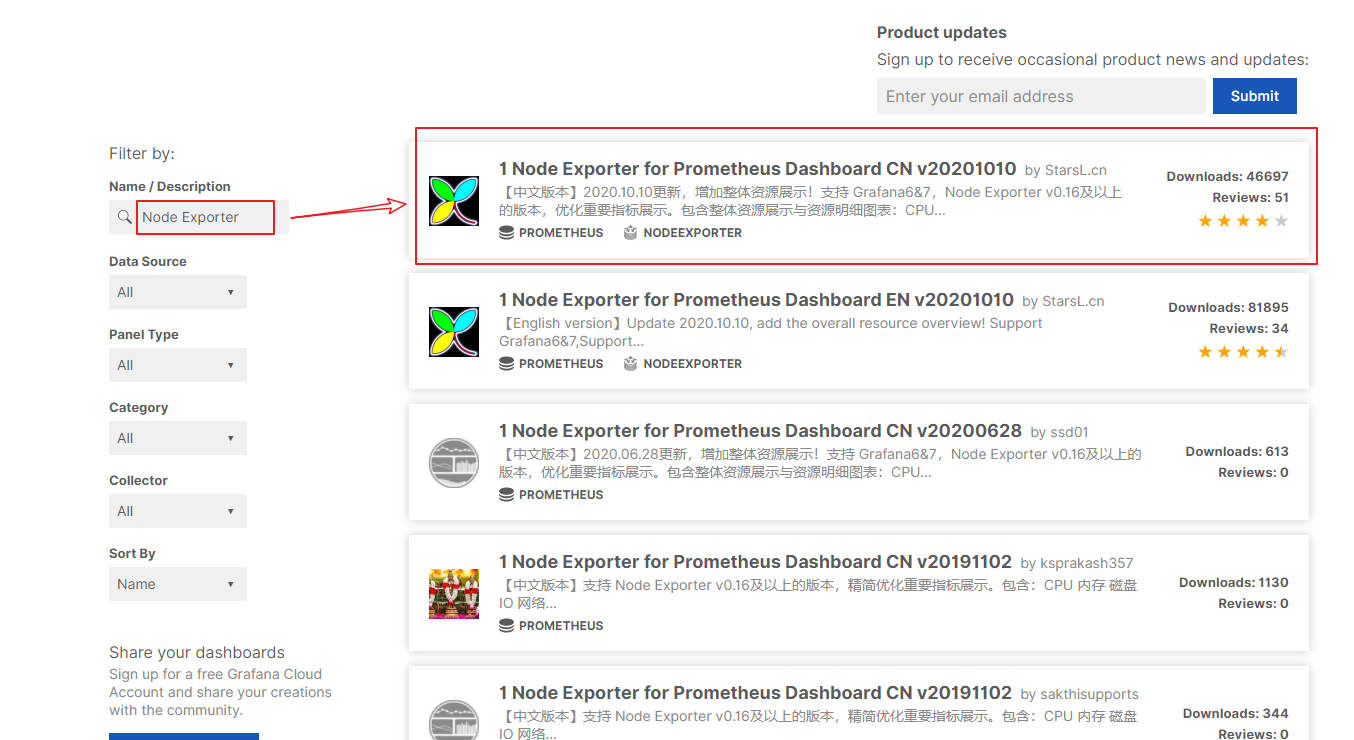 Product updates
Sign up to receive occasional product news and updates:
Enter your email address
Submit
Filter by:
Name / Description
Node Exporter
Data Source
All
Panel Type
All
Category
All
Collector
All
Sort By
Name
Share your dashboards
Sign up for a free Grafana Cloud
Account and share your creations
with the community.
1 Node Exporter for Prometheus Dashboard CN v20201010 by StarsL.cn
【中文版本】2020.10.10更新，增加整体资源展示！支持 Grafana6&7，Node Exporter v0.16及以上
的版本，优化重要指标展示。包含整体资源展示与资源明细图表：CPU...
PROMETHEUS NODEEXPORTER
Downloads: 46697
Reviews: 51
1 Node Exporter for Prometheus Dashboard EN v20201010 by StarsL.cn
【English version】Update 2020.10.10, add the overall resource overview! Support
Grafana6&7,Support...
PROMETHEUS NODEEXPORTER
Downloads: 81895
Reviews: 34
1 Node Exporter for Prometheus Dashboard CN v20200628 by ssd01
【中文版本】2020.06.28更新，增加整体资源展示！支持 Grafana6&7，Node Exporter v0.16及以上的
版本，优化重要指标展示。包含整体资源展示与资源明细图表：CPU...
PROMETHEUS
Downloads: 613
Reviews: 0
1 Node Exporter for Prometheus Dashboard CN v20191102 by ksprakash357
【中文版本】支持 Node Exporter v0.16及以上的版本，精简优化重要指标展示。包含：CPU 内存 磁盘
IO 网络...
PROMETHEUS
Downloads: 1130
Reviews: 0
1 Node Exporter for Prometheus Dashboard CN v20191102 by sakthisupports
【中文版本】支持 Node Exporter v0.16及以上的版本，精简优化重要指标展示。包含：CPU 内存 磁盘
IO 网络...
Downloads: 344
Reviews: 0